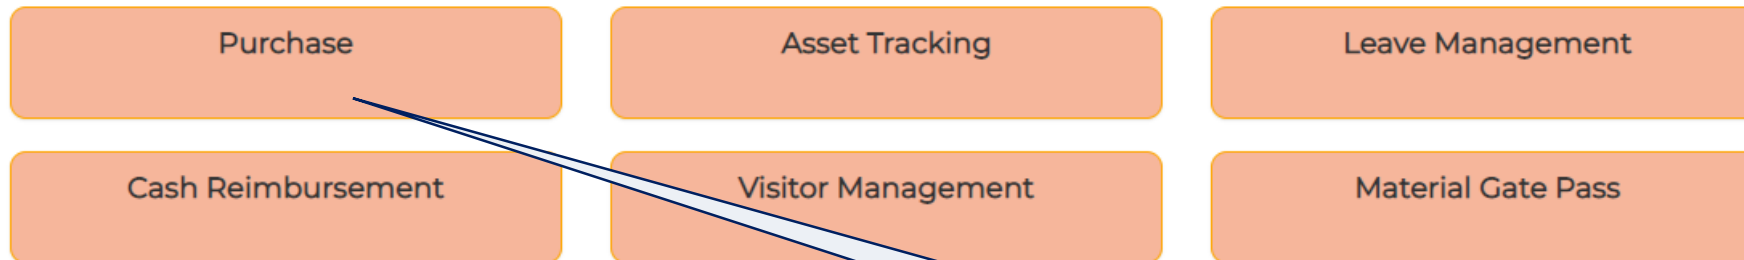 Purchase
Asset Tracking
Leave Management
Cash Reimbursement
Visitor Management
Material Gate Pass